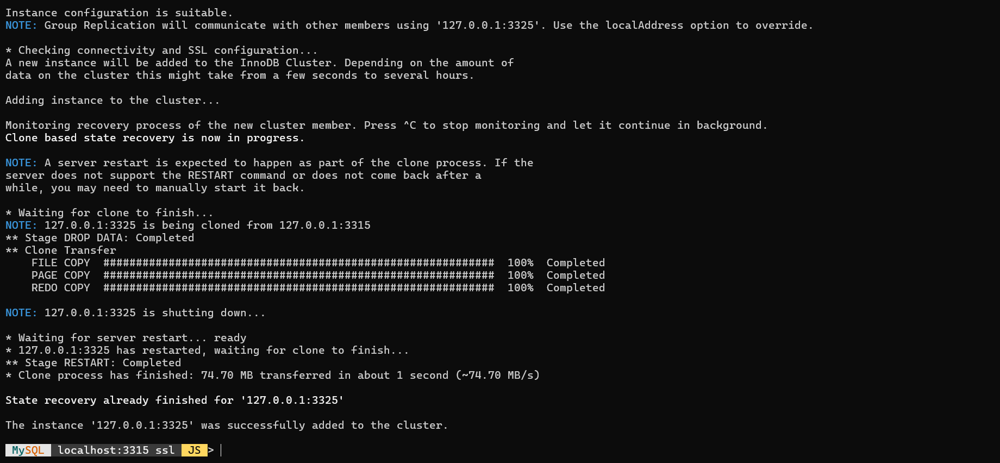 Instance configuration is suitable.
NOTE: Group Replication will communicate with other members using '127.0.0.1:3325'. Use the localAddress option to override.
* Checking connectivity and SSL configuration...
A new instance will be added to the InnoDB Cluster. Depending on the amount of
data on the cluster this might take from a few seconds to several hours.
Adding instance to the cluster...
Monitoring recovery process of the new cluster member. Press ^C to stop monitoring and let it continue in background.
Clone based state recovery is now in progress.
NOTE: A server restart is expected to happen as part of the clone process. If the
server does not support the RESTART command or does not come back after a
while, you may need to manually start it back.
* Waiting for clone to finish...
NOTE: 127.0.0.1:3325 is being cloned from 127.0.0.1:3315
** Stage DROP DATA: Completed
** Clone Transfer
    FILE COPY  ############################################################  100%  Completed
    PAGE COPY  ############################################################  100%  Completed
    REDO COPY  ############################################################  100%  Completed
NOTE: 127.0.0.1:3325 is shutting down...
* Waiting for server restart... ready
* 127.0.0.1:3325 has restarted, waiting for clone to finish...
** Stage RESTART: Completed
* Clone process has finished: 74.70 MB transferred in about 1 second (~74.70 MB/s)
State recovery already finished for '127.0.0.1:3325'
The instance '127.0.0.1:3325' was successfully added to the cluster.
MySQL  localhost:3315 ssl  JS >